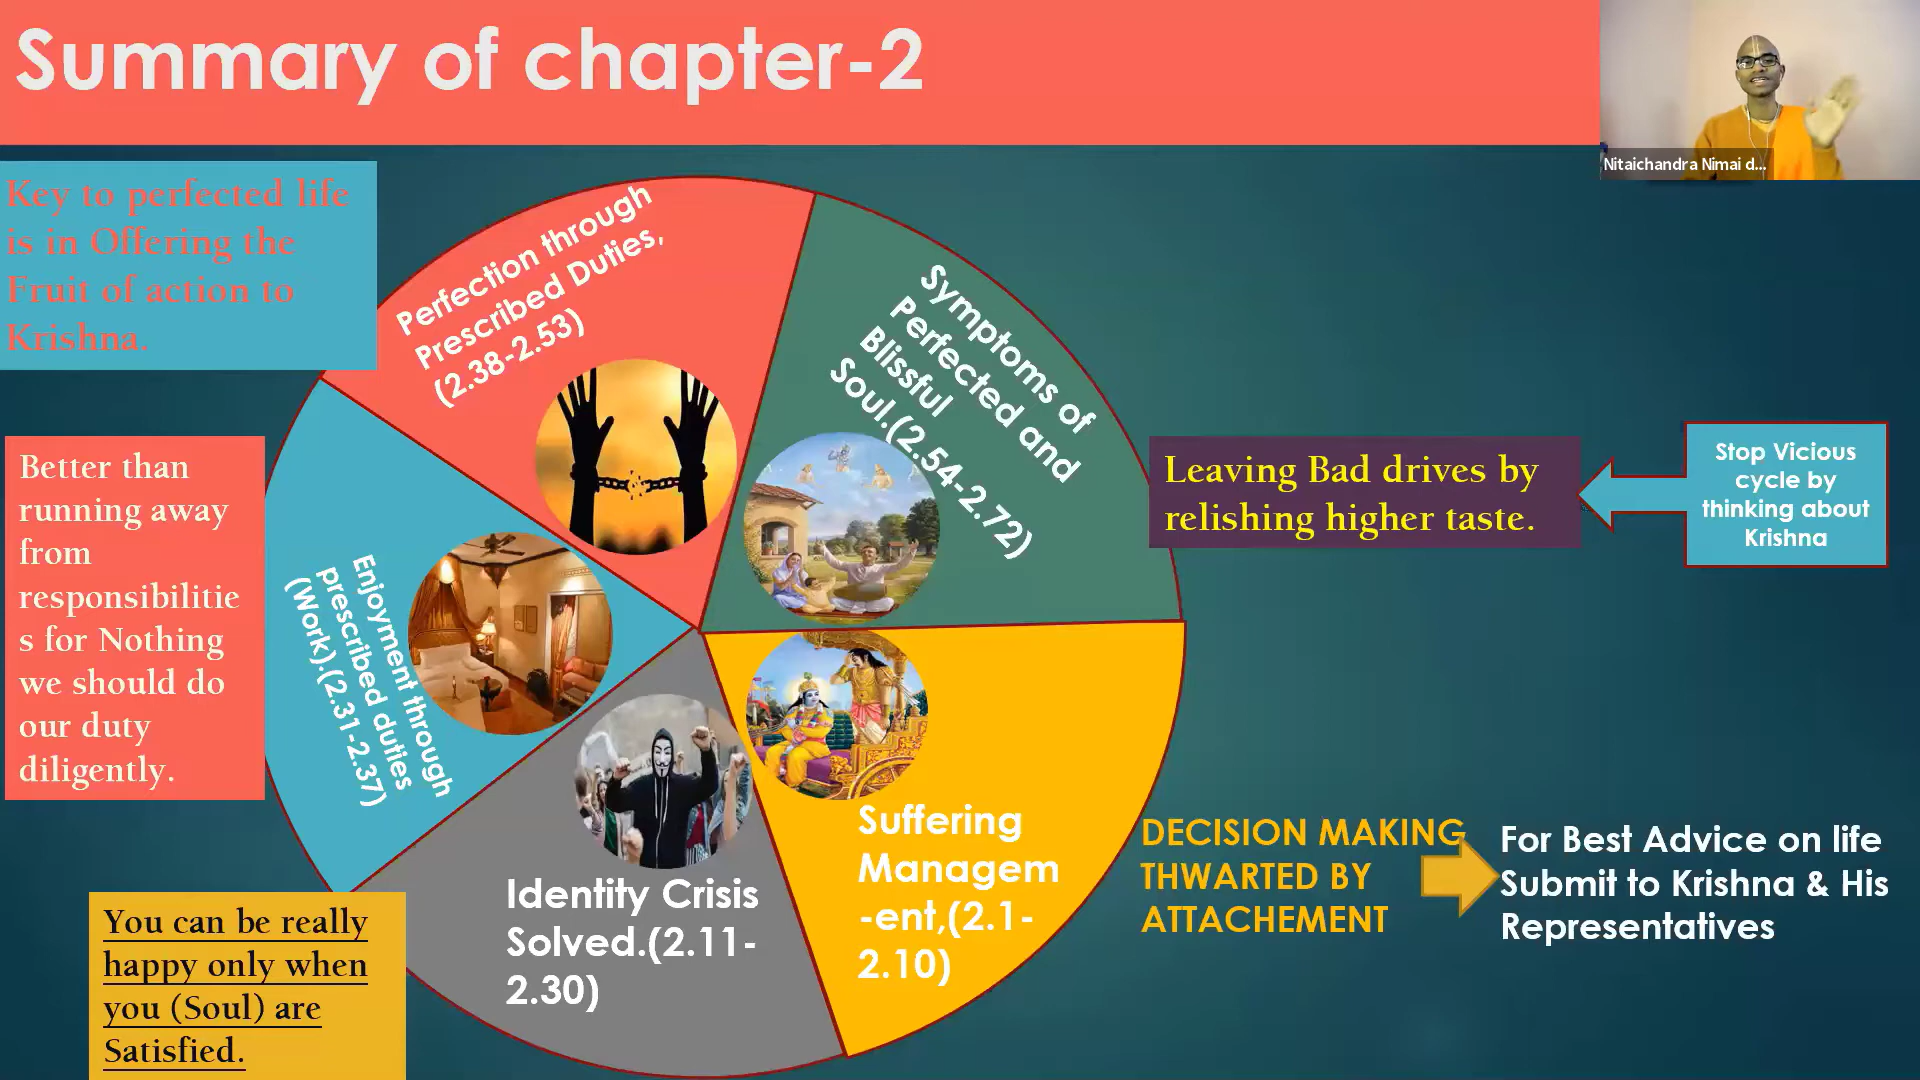 Summary of chapter-2
Nitaichandra Nimai d...
Key to perfected life
is in Offering the
Fruit of action to
Krishna.
Perfection through
Prescribed Duties,
(2.38-2.53)
Symptoms of
Perfected and
Blissful
Soul.(2.54-2.72)
Leaving Bad drives by
relishing higher taste.
Stop Vicious
cycle by
thinking about
Krishna
Better than
running away
from
responsibilitie
s for Nothing
we should do
our duty
diligently.
Enjoyment through
prescribed duties
(Work).(2.31-2.37)
Identity Crisis
Solved.(2.11-
2.30)
Suffering
Managem
-ent,(2.1-
2.10)
DECISION MAKING
THWARTED BY
ATTACHEMENT
For Best Advice on life
Submit to Krishna & His
Representatives
You can be really
happy only when
you (Soul) are
Satisfied.